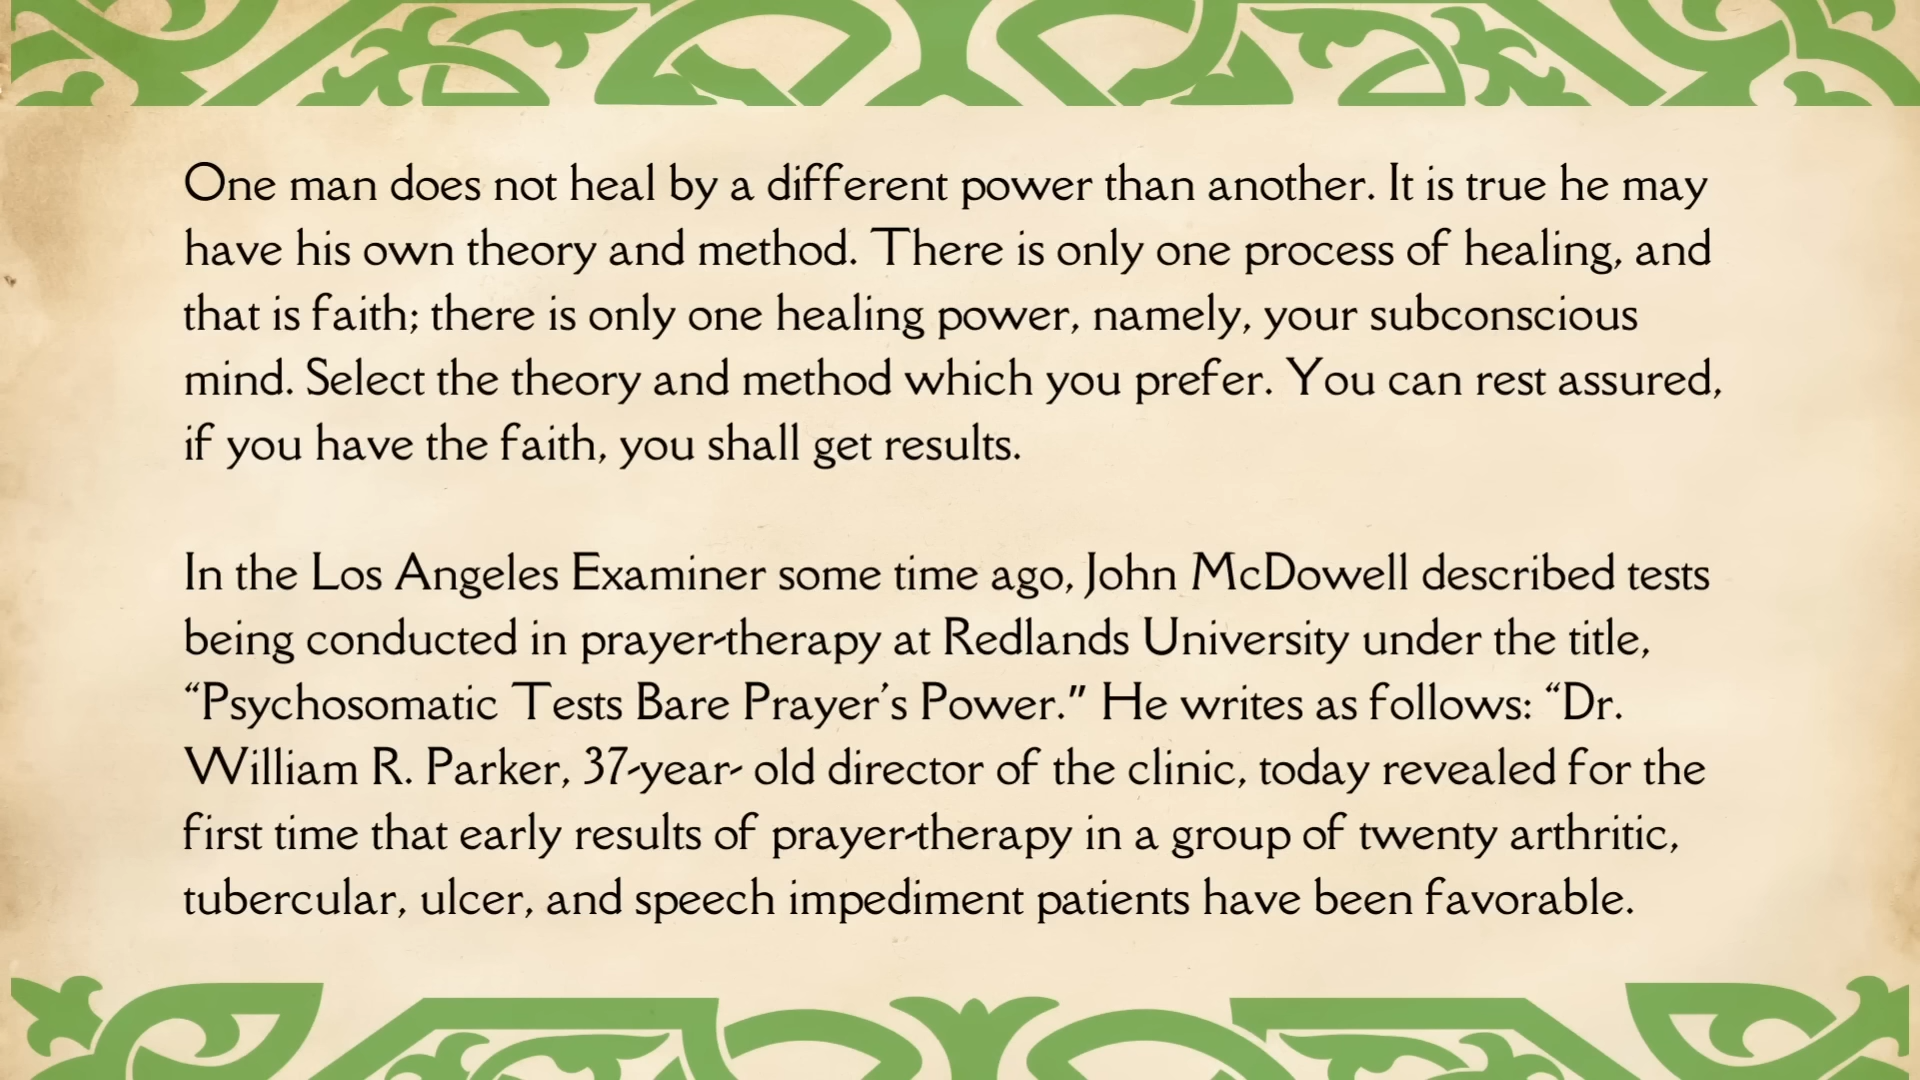 One man does not heal by a different power than another. It is true he may
have his own theory and method. There is only one process of healing, and
that is faith; there is only one healing power, namely, your subconscious
mind. Select the theory and method which you prefer. You can rest assured,
if you have the faith, you shall get results.
In the Los Angeles Examiner some time ago, John McDowell described tests
being conducted in prayer-therapy at Redlands University under the title,
“Psychosomatic Tests Bare Prayer’s Power." He writes as follows: “Dr.
William R. Parker, 37-year- old director of the clinic, today revealed for the
first time that early results of prayer-therapy in a group of twenty arthritic,
tubercular, ulcer, and speech impediment patients have been favorable.